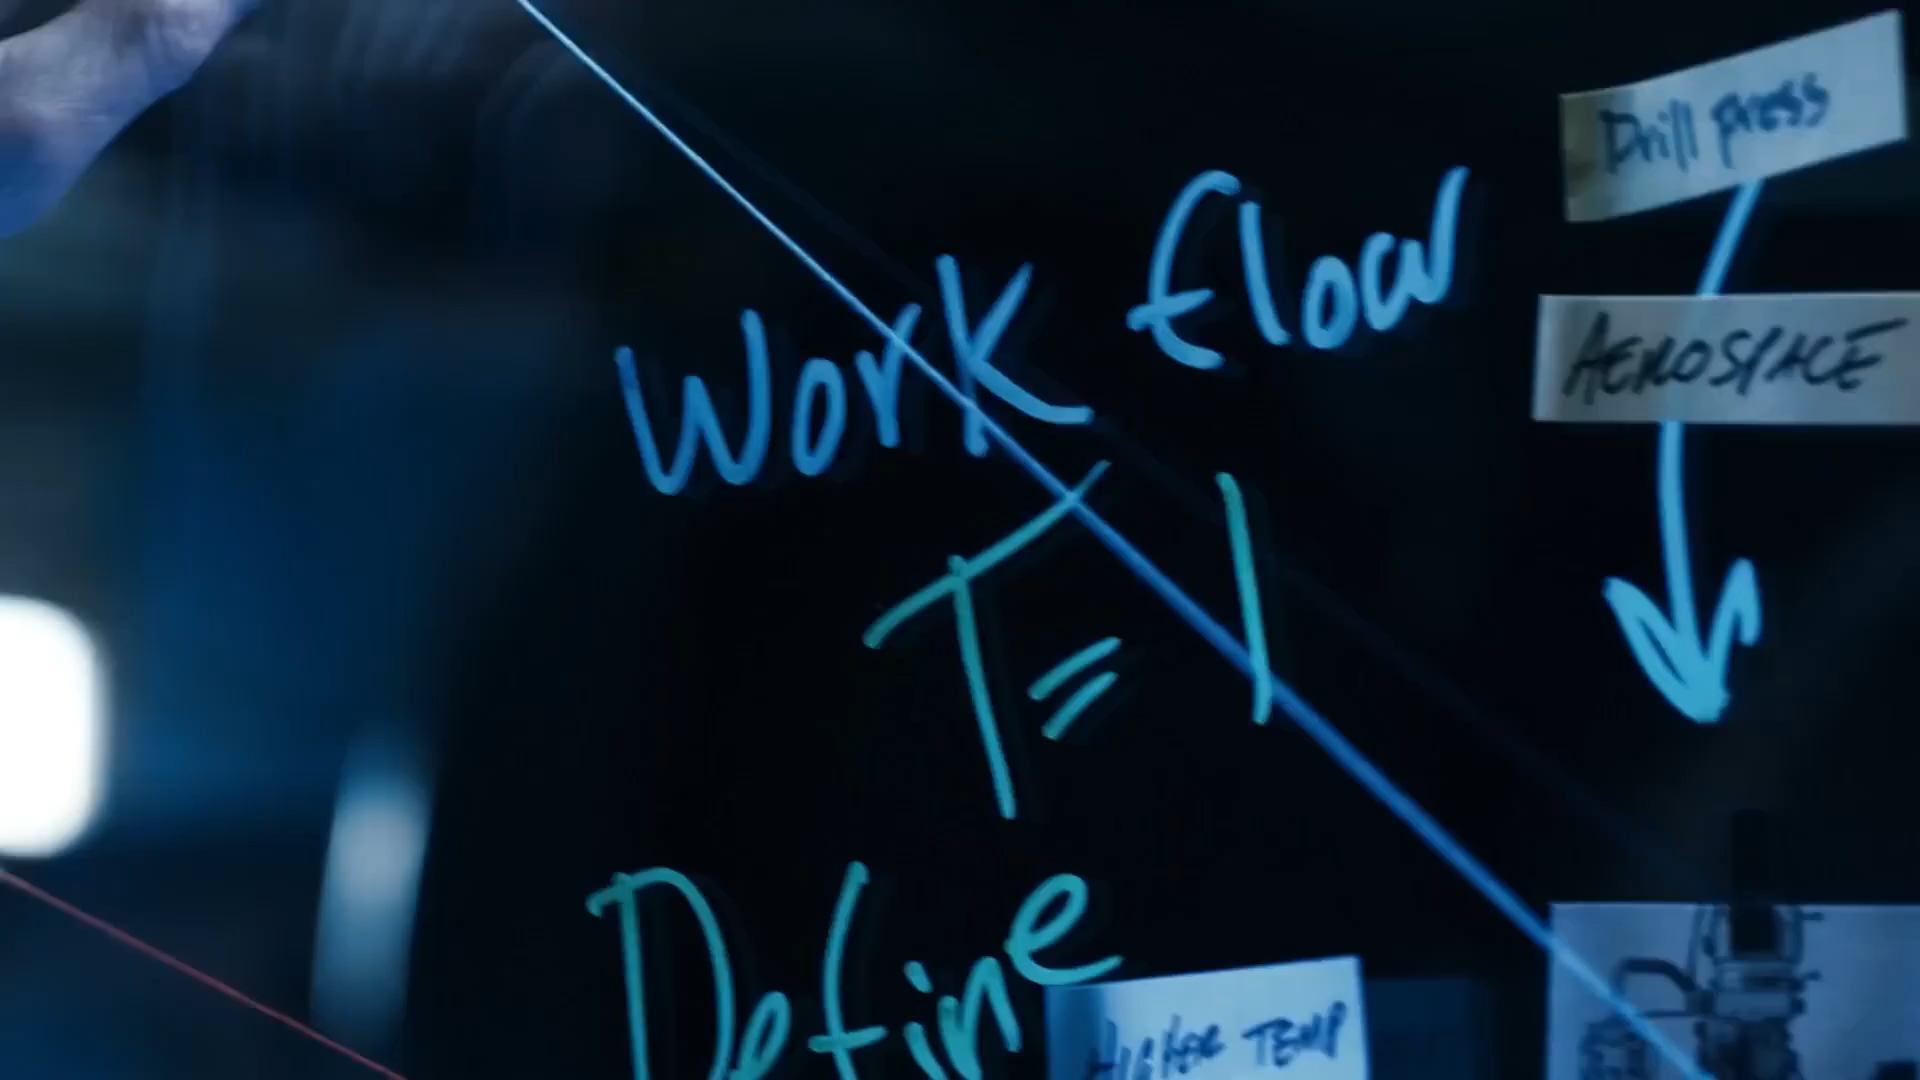 Drill press
Work flow
AEROSPACE
T = 1
Define
HIGHER TEMP